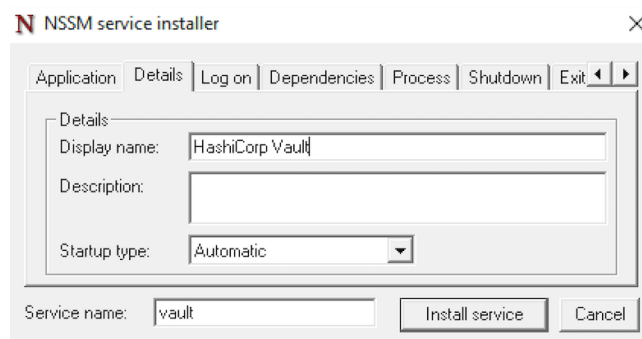 N NSSM service installer
Application Details Log on Dependencies Process Shutdown Exit
Details
Display name: HashiCorp Vault
Description:
Startup type: Automatic
Service name: vault Install service Cancel